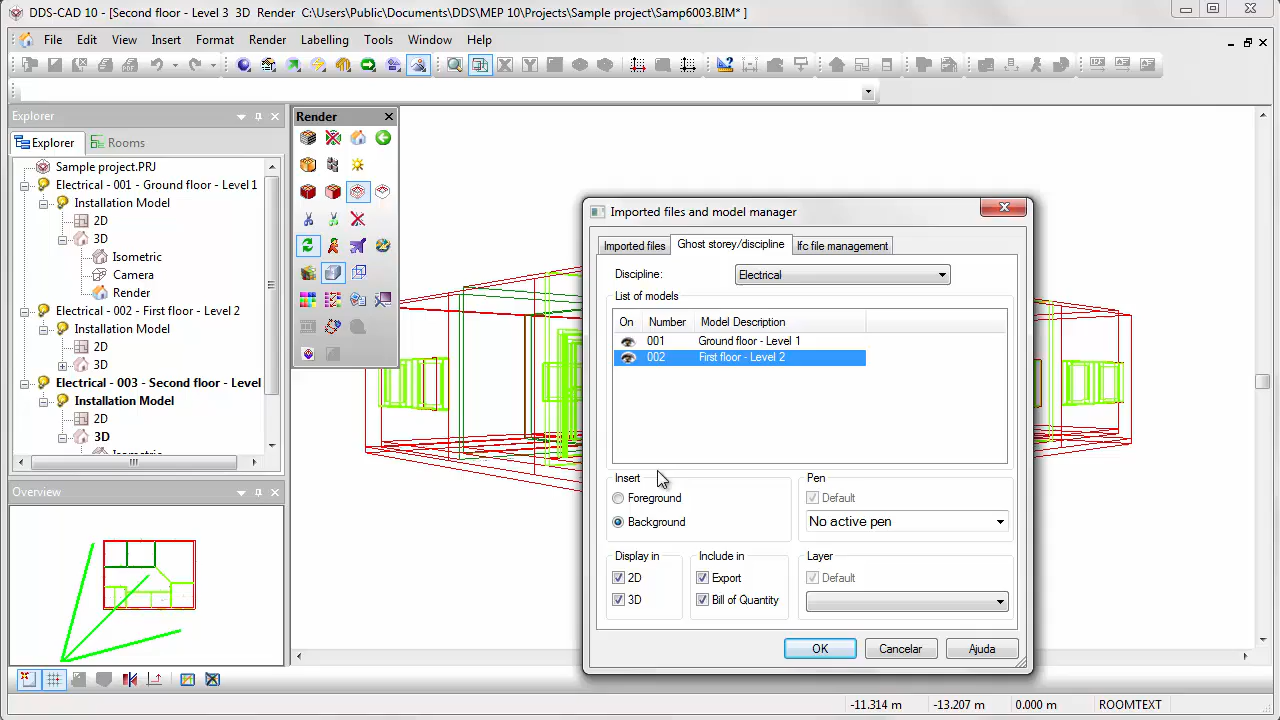 DDS-CAD 10 - [Second floor - Level 3  3D  Render   C:\Users\Public\Documents\DDS\MEP 10\Projects\Sample project\Samp6003.BIM* ]
File Edit View Insert Format Render Labelling Tools Window Help
Explorer
Explorer Rooms
Sample project.PRJ
Electrical - 001 - Ground floor - Level 1
Installation Model
2D
3D
Isometric
Camera
Render
Electrical - 002 - First floor - Level 2
Installation Model
2D
3D
Electrical - 003 - Second floor - Level
Installation Model
2D
3D
Overview
Render
Imported files and model manager
Imported files Ghost storey/discipline Ifc file management
Discipline: Electrical
List of models
On Number Model Description
001 Ground floor - Level 1
002 First floor - Level 2
Insert
Foreground
Background
Pen
Default
No active pen
Display in
2D
3D
Include in
Export
Bill of Quantity
Layer
Default
OK Cancelar Ajuda
-11.314 m -13.207 m 0.000 m ROOMTEXT